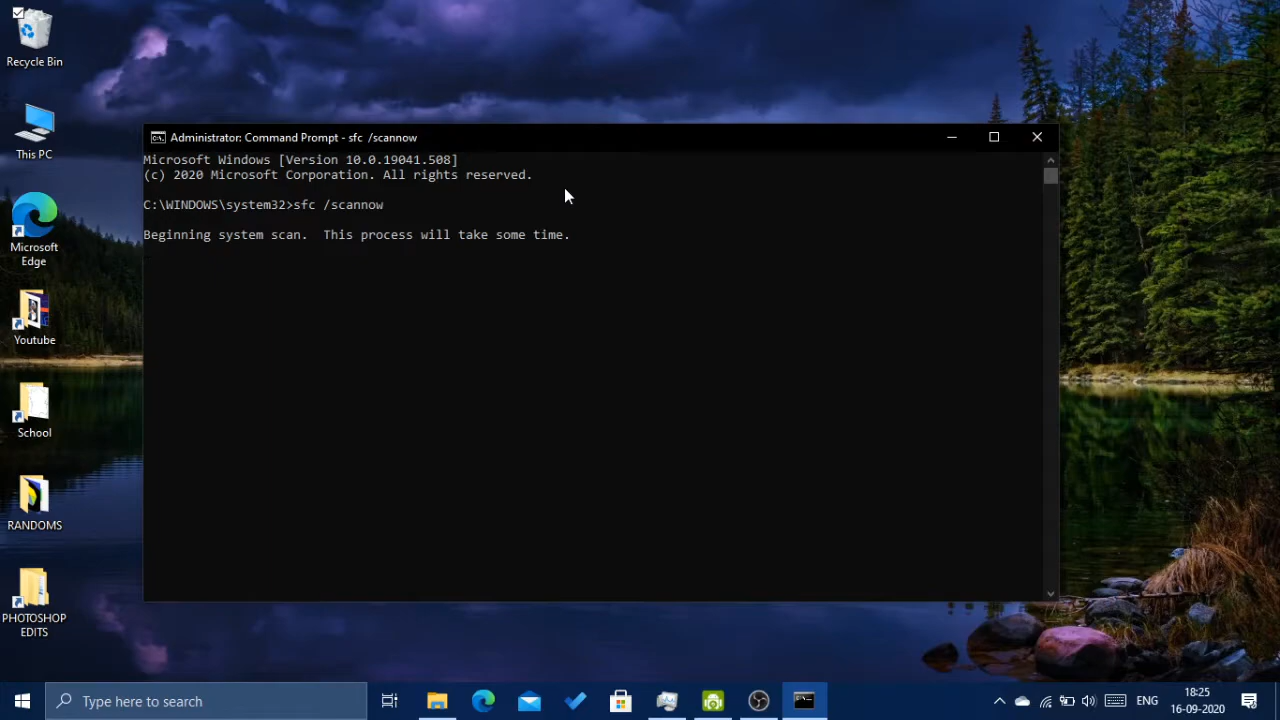 Recycle Bin
This PC
Microsoft
Edge
Youtube
School
RANDOMS
PHOTOSHOP
EDITS
Administrator: Command Prompt - sfc  /scannow
Microsoft Windows [Version 10.0.19041.508]
(c) 2020 Microsoft Corporation. All rights reserved.
C:\WINDOWS\system32>sfc /scannow
Beginning system scan.  This process will take some time.
Type here to search
ENG
18:25
16-09-2020